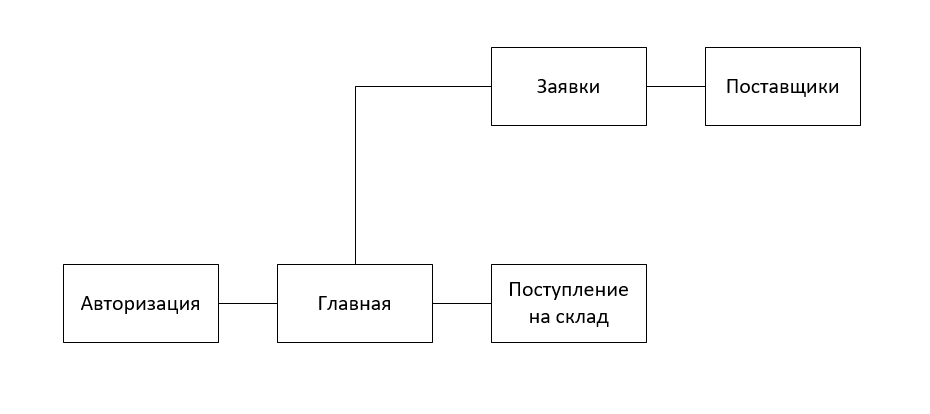 Заявки
Поставщики
Авторизация
Главная
Поступление
на склад